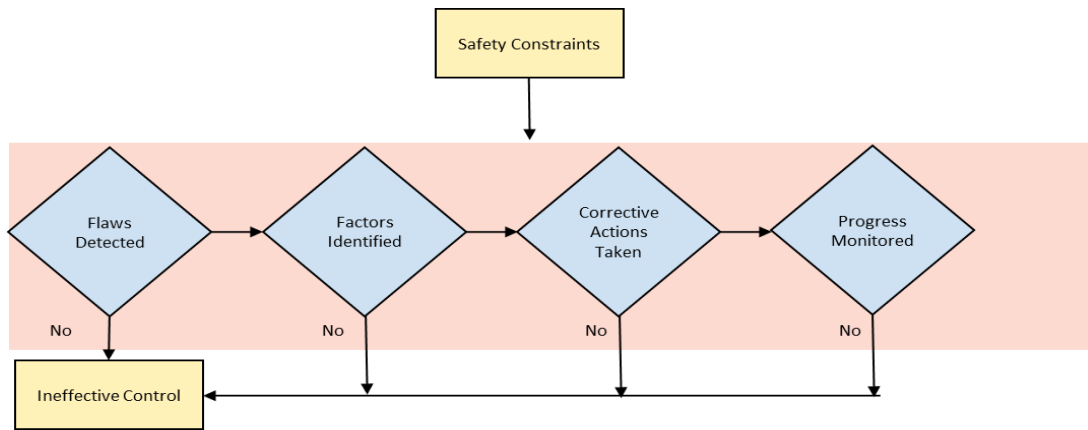 Safety Constraints
Flaws
Detected
Factors
Identified
Corrective
Actions
Taken
Progress
Monitored
No
No
No
No
Ineffective Control